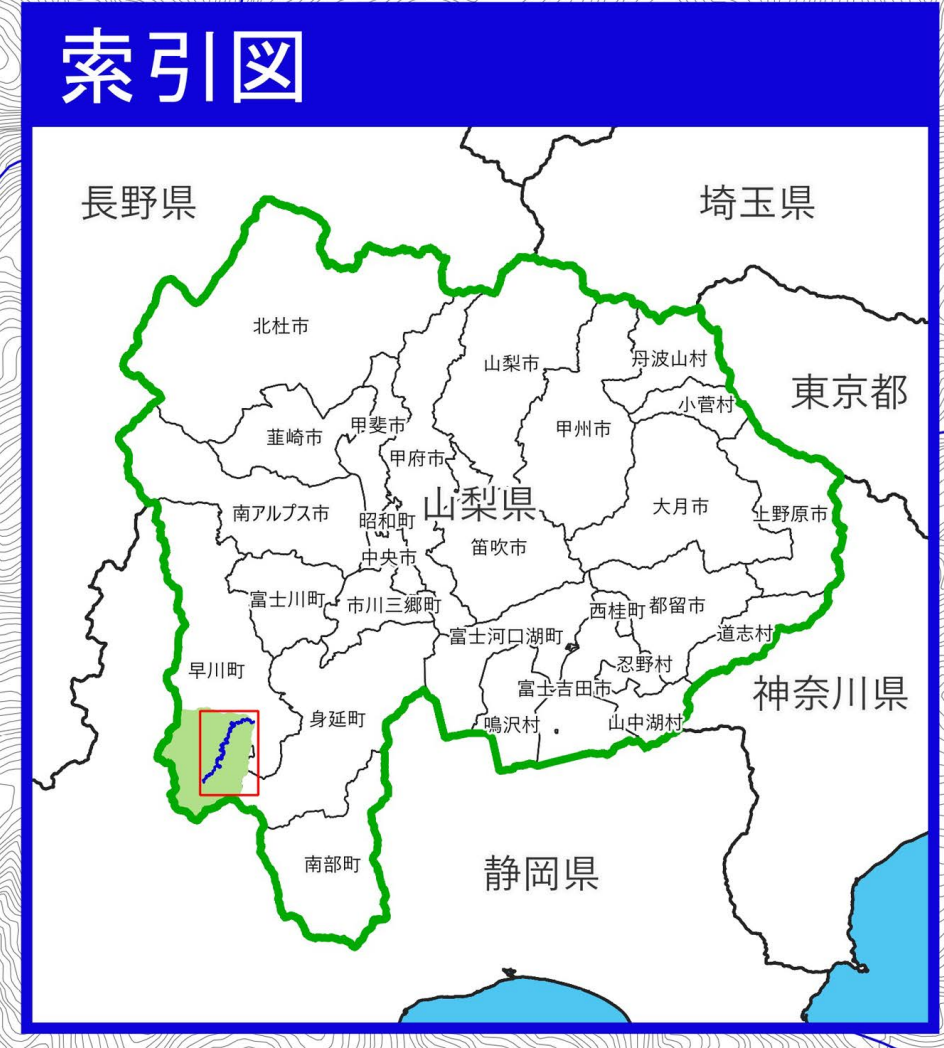 索引図
長野県
埼玉県
北杜市
山梨市
丹波山村
東京都
小菅村
甲斐市
甲州市
韮崎市
甲府市
山梨県
大月市
南アルプス市
昭和町
上野原市
笛吹市
中央市
富士川町
市川三郷町
西桂町
都留市
富士河口湖町
道志村
早川町
忍野村
富士吉田市
神奈川県
身延町
鳴沢村
山中湖村
南部町
静岡県